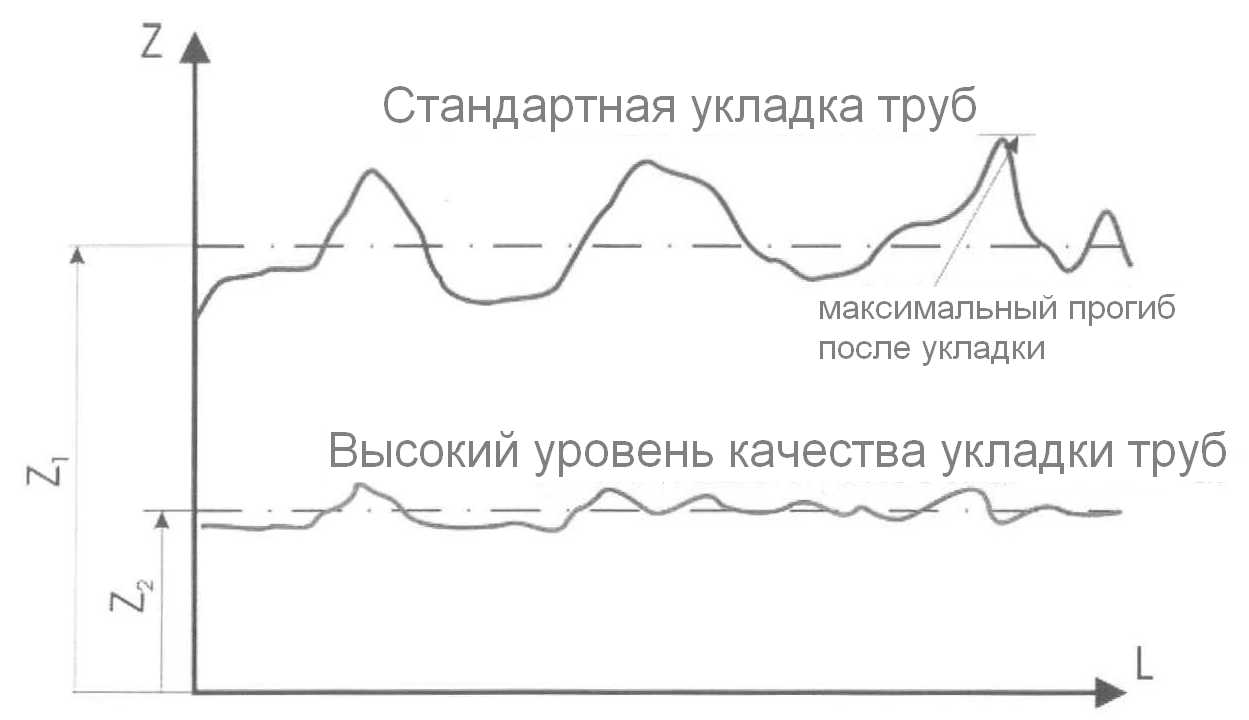 Z
Стандартная укладка труб
максимальный прогиб
после укладки
Z1
Высокий уровень качества укладки труб
Z2
L